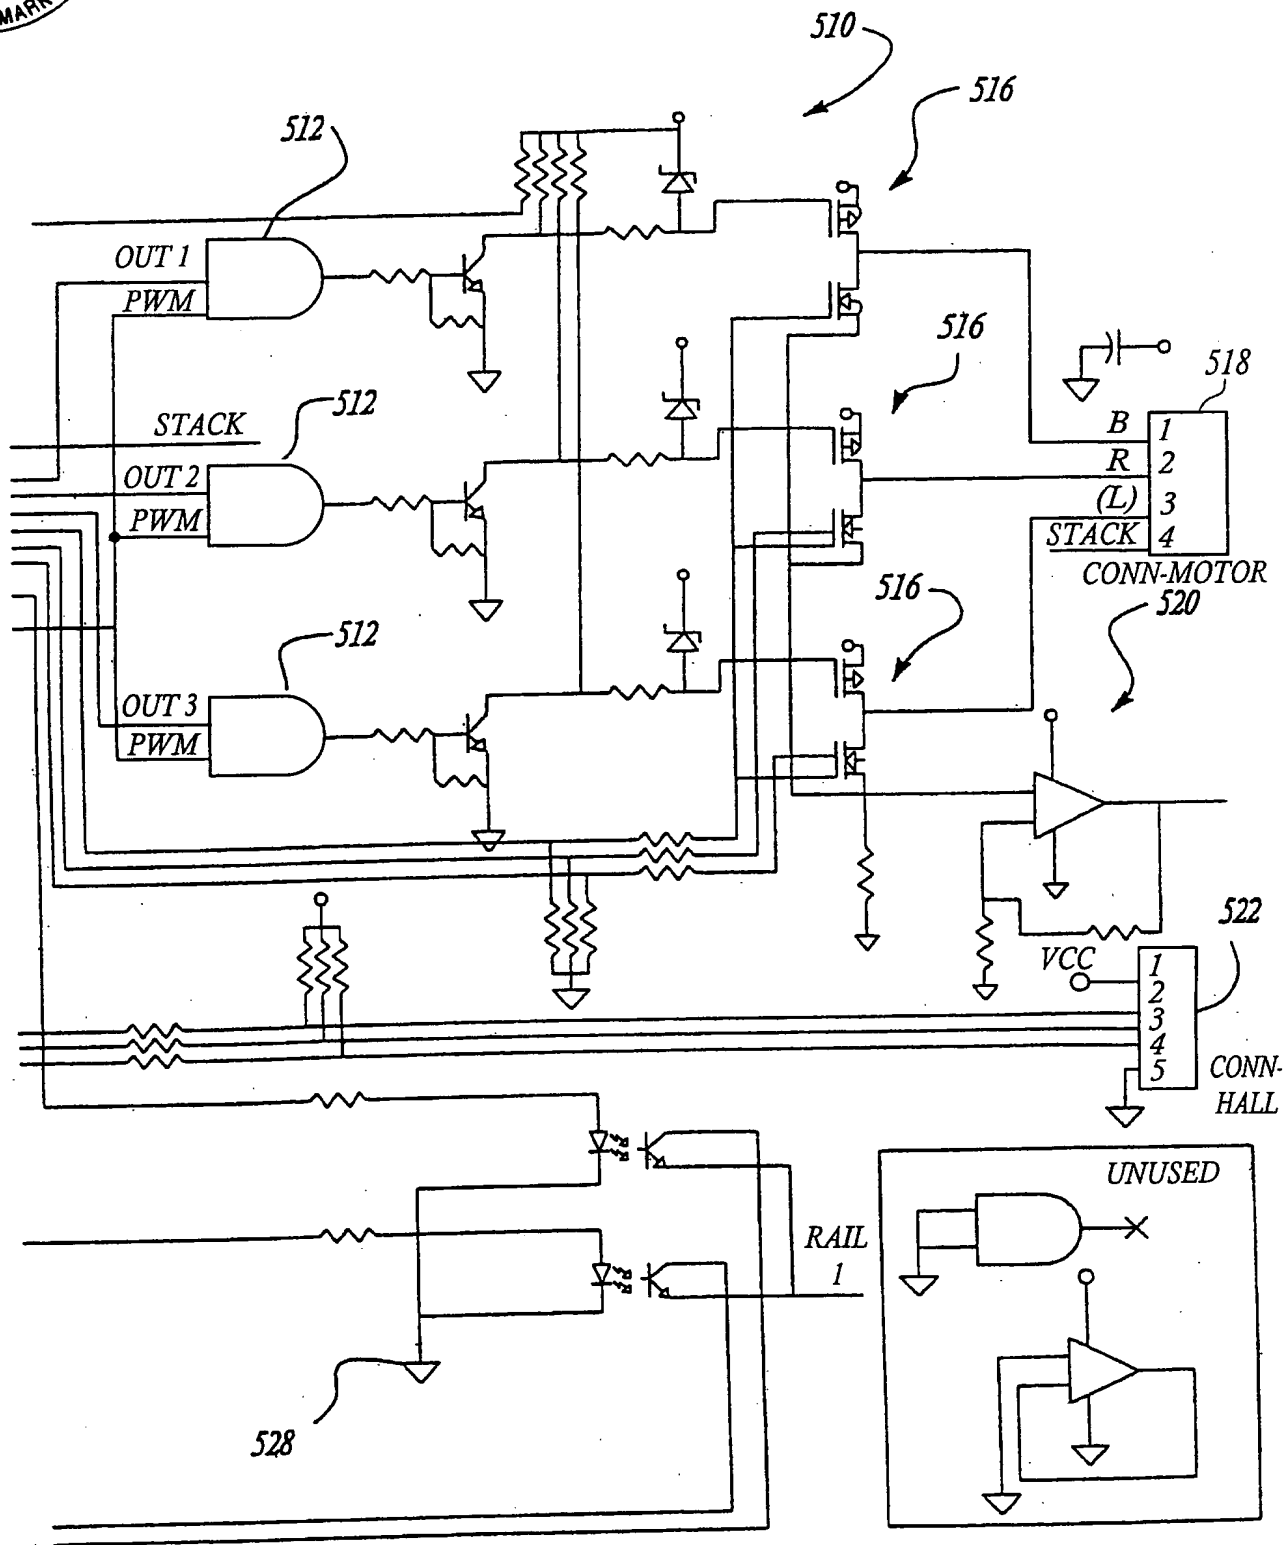 MARK
510
516
512
OUT 1
PWM
516
518
512
STACK
B
1
OUT 2
R
2
(L)
3
PWM
STACK
4
CONN-MOTOR
516
520
512
OUT 3
PWM
522
VCC
1
2
3
4
5
CONN-
HALL
UNUSED
RAIL
1
528